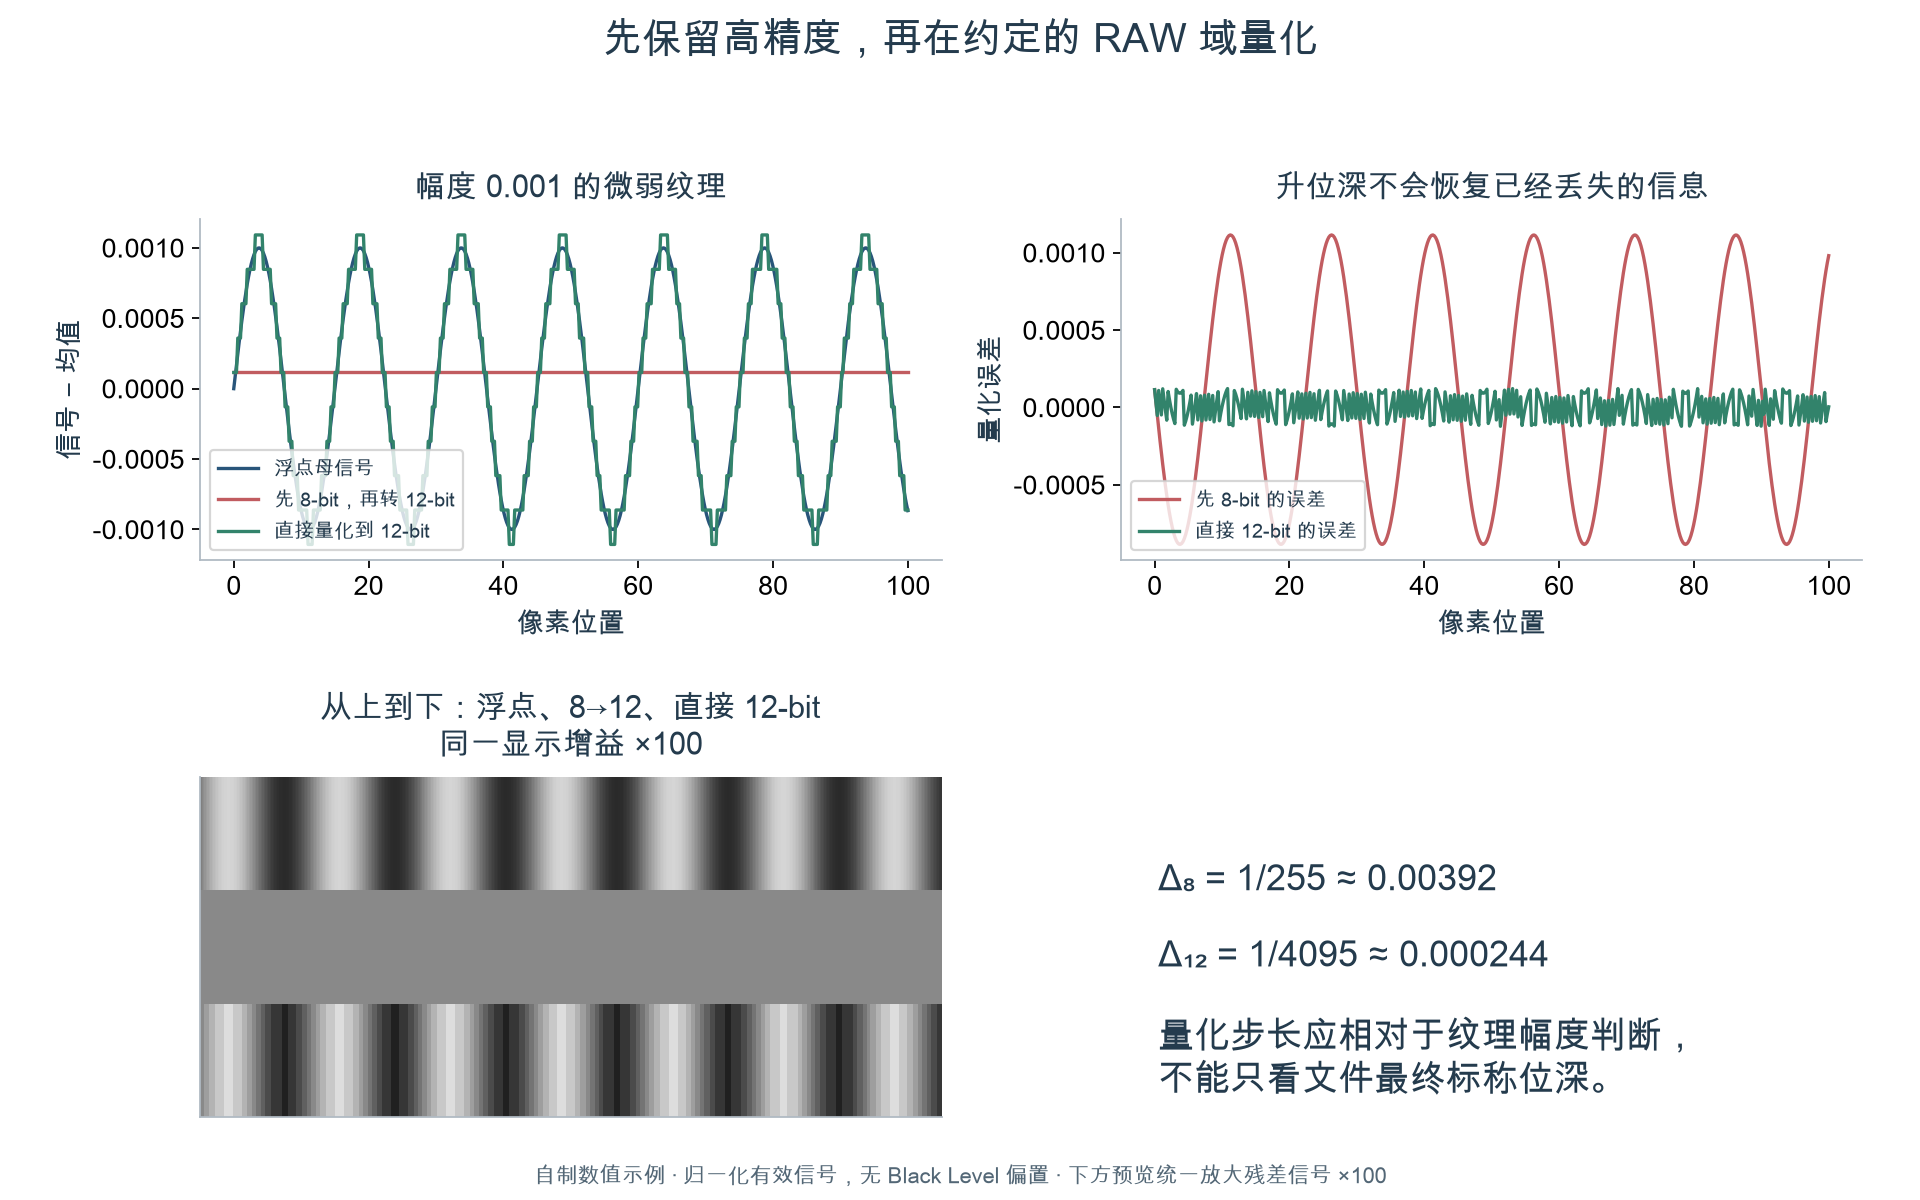 先保留高精度，再在约定的 RAW 域量化
幅度 0.001 的微弱纹理
信号 − 均值
0.0010
0.0005
0.0000
-0.0005
-0.0010
浮点母信号
先 8-bit，再转 12-bit
直接量化到 12-bit
0 20 40 60 80 100
像素位置
升位深不会恢复已经丢失的信息
量化误差
0.0010
0.0005
0.0000
-0.0005
先 8-bit 的误差
直接 12-bit 的误差
0 20 40 60 80 100
像素位置
从上到下：浮点、8→12、直接 12-bit
同一显示增益 ×100
Δ₈ = 1/255 ≈ 0.00392
Δ₁₂ = 1/4095 ≈ 0.000244
量化步长应相对于纹理幅度判断，
不能只看文件最终标称位深。
自制数值示例 · 归一化有效信号，无 Black Level 偏置 · 下方预览统一放大残差信号 ×100